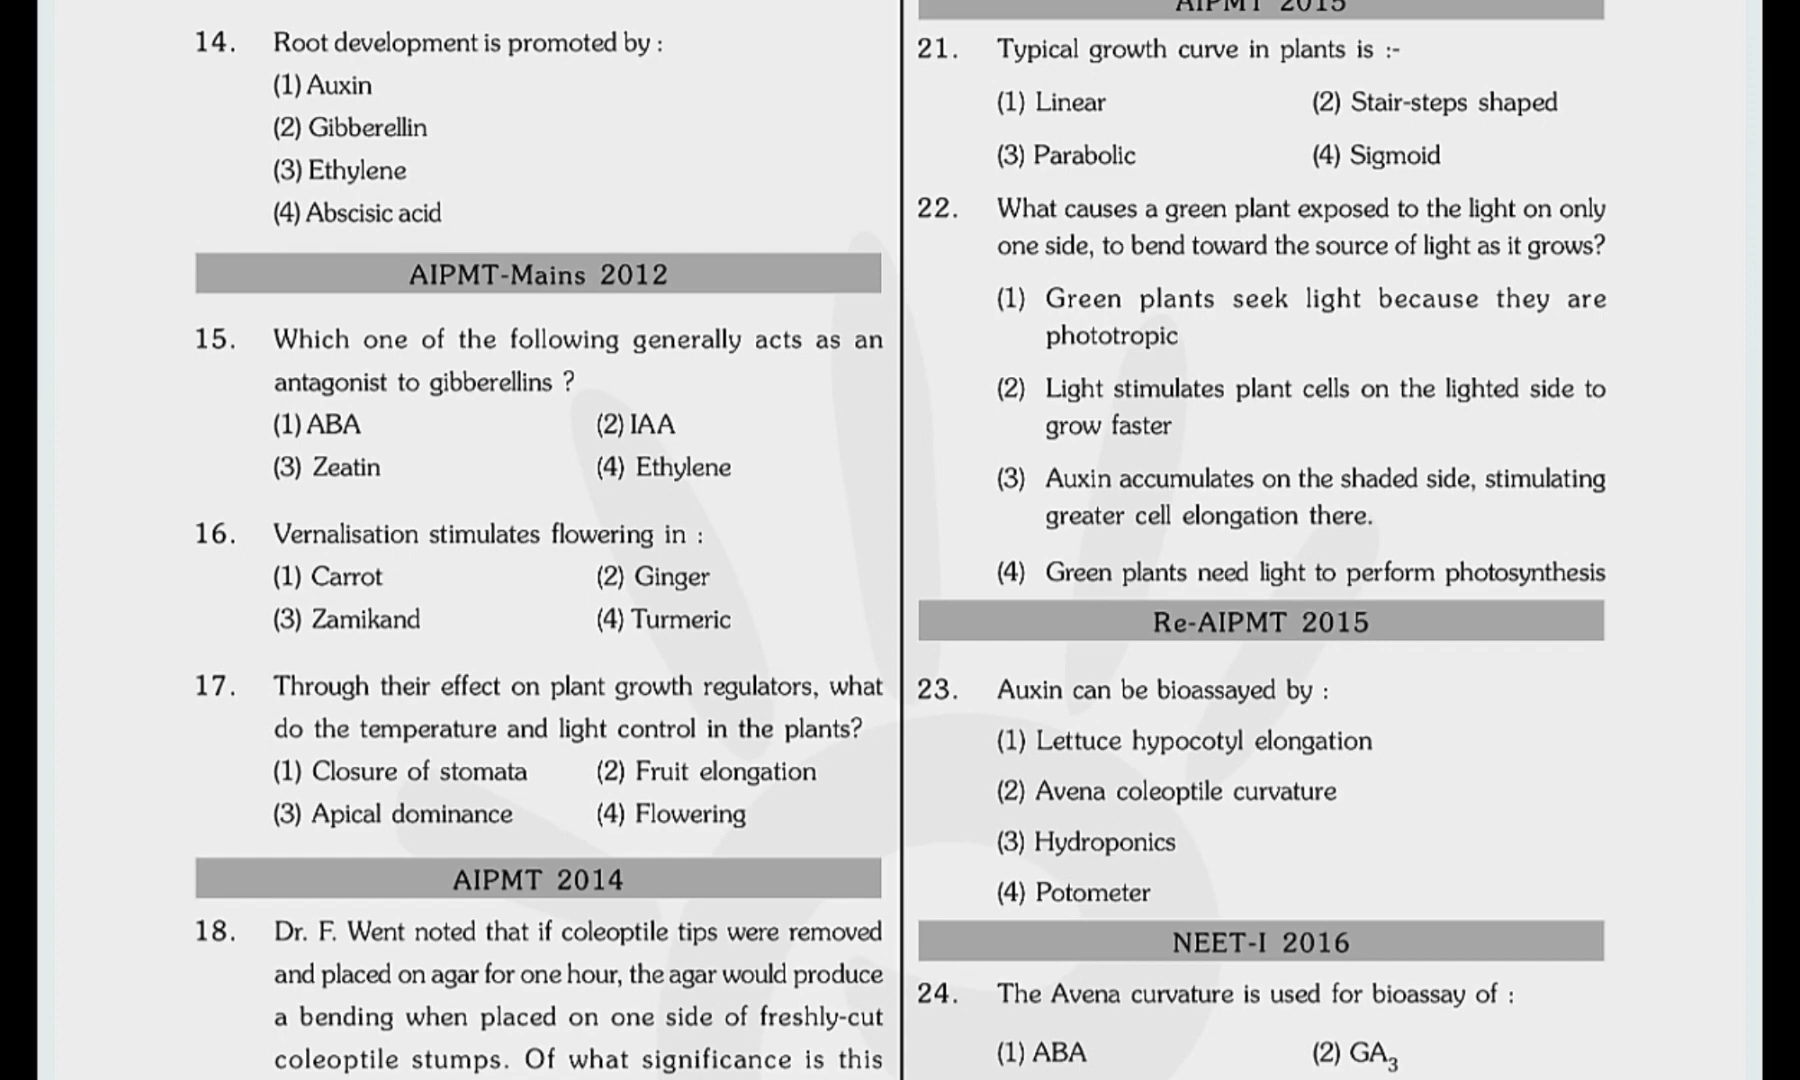 14. Root development is promoted by :
(1) Auxin
(2) Gibberellin
(3) Ethylene
(4) Abscisic acid
AIPMT-Mains 2012
15. Which one of the following generally acts as an
antagonist to gibberellins ?
(1) ABA (2) IAA
(3) Zeatin (4) Ethylene
16. Vernalisation stimulates flowering in :
(1) Carrot (2) Ginger
(3) Zamikand (4) Turmeric
17. Through their effect on plant growth regulators, what
do the temperature and light control in the plants?
(1) Closure of stomata (2) Fruit elongation
(3) Apical dominance (4) Flowering
AIPMT 2014
18. Dr. F. Went noted that if coleoptile tips were removed
and placed on agar for one hour, the agar would produce
a bending when placed on one side of freshly-cut
coleoptile stumps. Of what significance is this
AIPMT 2015
21. Typical growth curve in plants is :-
(1) Linear (2) Stair-steps shaped
(3) Parabolic (4) Sigmoid
22. What causes a green plant exposed to the light on only
one side, to bend toward the source of light as it grows?
(1) Green plants seek light because they are
phototropic
(2) Light stimulates plant cells on the lighted side to
grow faster
(3) Auxin accumulates on the shaded side, stimulating
greater cell elongation there.
(4) Green plants need light to perform photosynthesis
Re-AIPMT 2015
23. Auxin can be bioassayed by :
(1) Lettuce hypocotyl elongation
(2) Avena coleoptile curvature
(3) Hydroponics
(4) Potometer
NEET-I 2016
24. The Avena curvature is used for bioassay of :
(1) ABA (2) GA₃